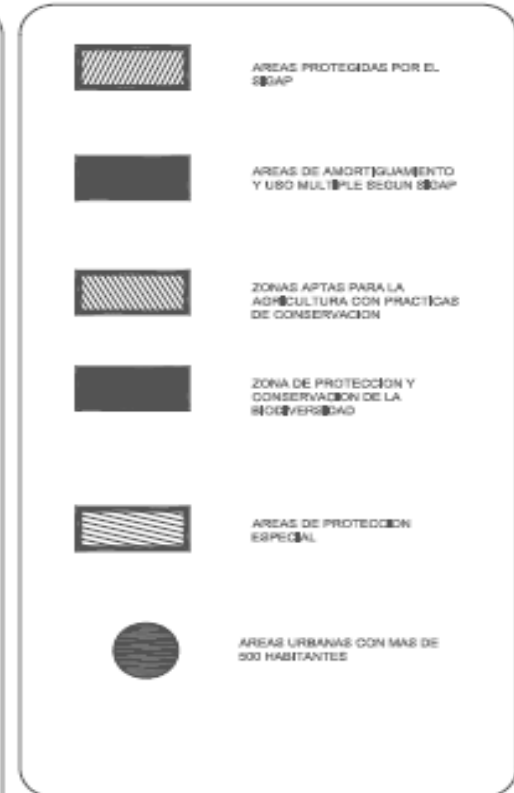 AREAS PROTEGIDAS POR EL
SIGAP
AREAS DE AMORTIGUAMIENTO
Y USO MULTIPLE SEGUN SIGAP
ZONAS APTAS PARA LA
AGRICULTURA CON PRACTICAS
DE CONSERVACION
ZONA DE PROTECCION Y
CONSERVACION DE LA
BIODIVERSIDAD
AREAS DE PROTECCION
ESPECIAL
AREAS URBANAS CON MAS DE
500 HABITANTES